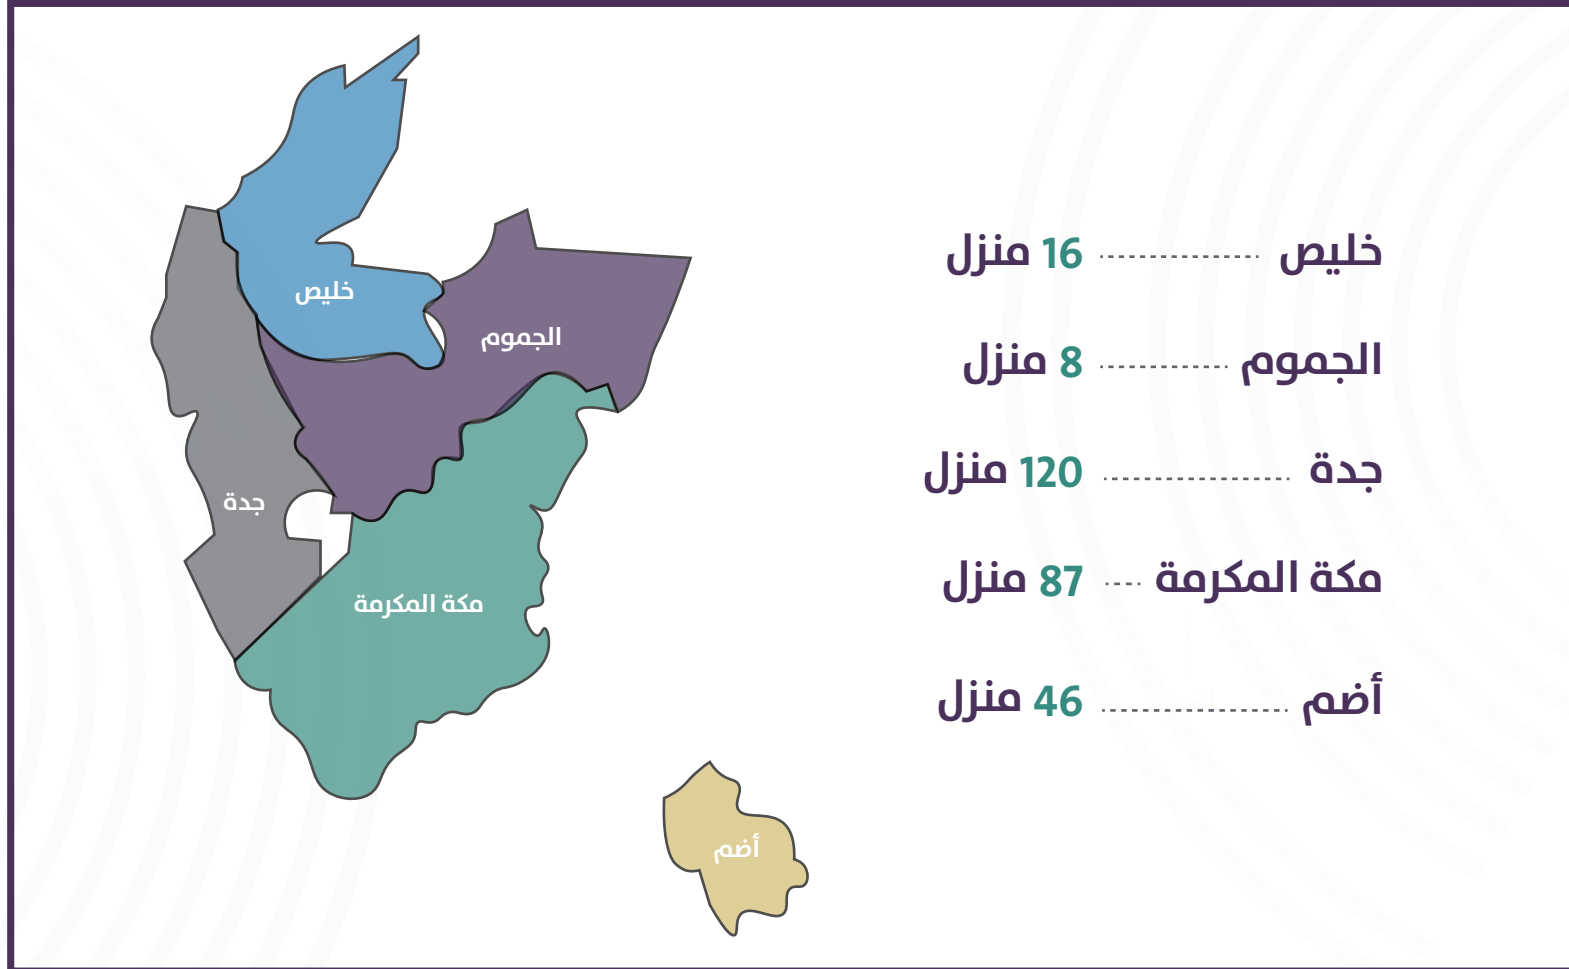 خليص
الجموم
جدة
مكة المكرمة
أضم
خليص ................ 16 منزل
الجموم ............. 8 منزل
جدة ................... 120 منزل
مكة المكرمة .... 87 منزل
أضم ................... 46 منزل